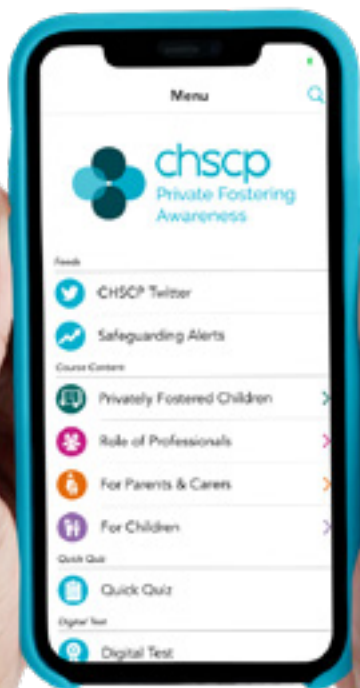 Menu
chscp
Private Fostering
Awareness
Feeds
CHSCP Twitter
Safeguarding Alerts
Course Content
Privately Fostered Children
Role of Professionals
For Parents & Carers
For Children
Quick Quiz
Quick Quiz
Digital Test
Digital Test